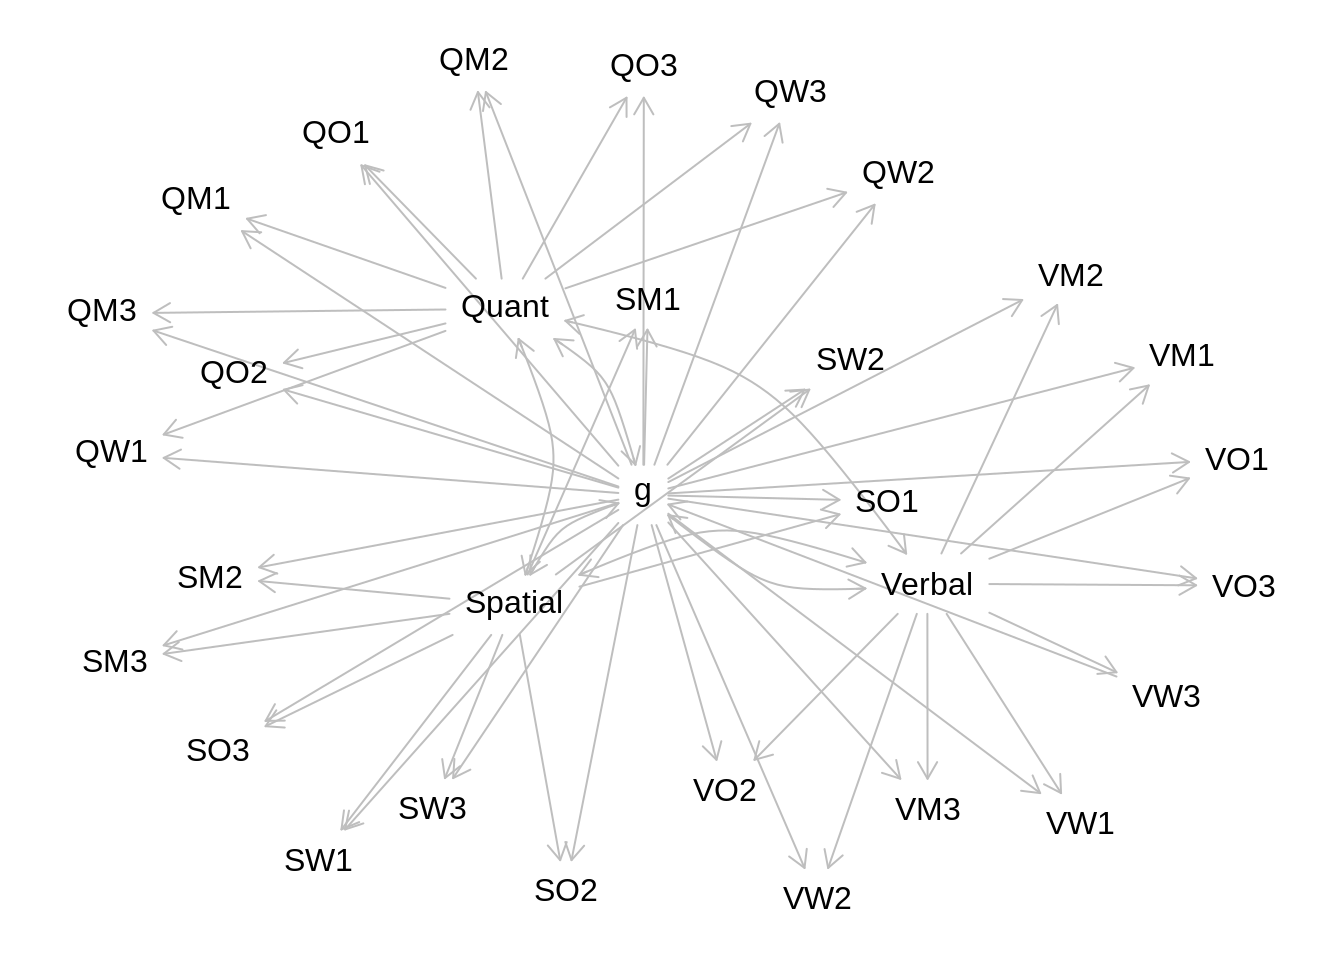 QM2
QO3
QW3
QO1
QW2
QM1
VM2
SM1
Quant
QM3
VM1
SW2
QO2
QW1
VO1
g
SO1
SM2
Verbal
VO3
Spatial
SM3
VW3
SO3
VO2
SW3
VM3
VW1
SW1
SO2
VW2